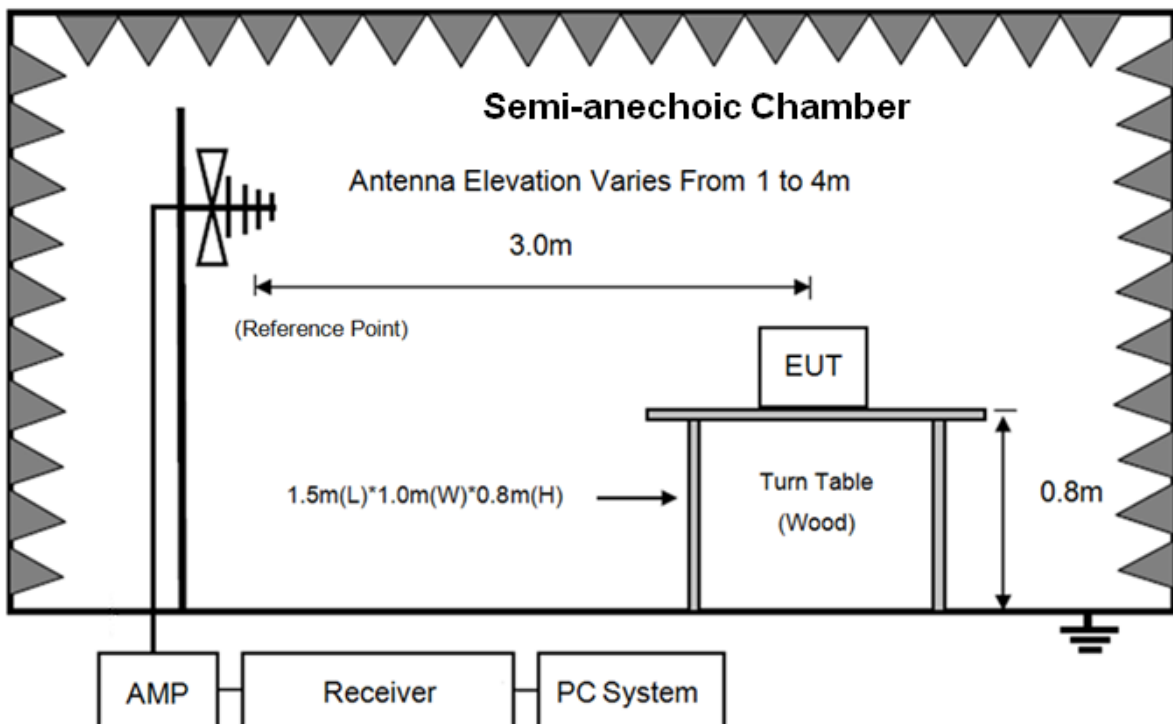 Semi-anechoic Chamber
Antenna Elevation Varies From 1 to 4m
3.0m
(Reference Point)
EUT
1.5m(L)*1.0m(W)*0.8m(H)
Turn Table
(Wood)
0.8m
AMP
Receiver
PC System